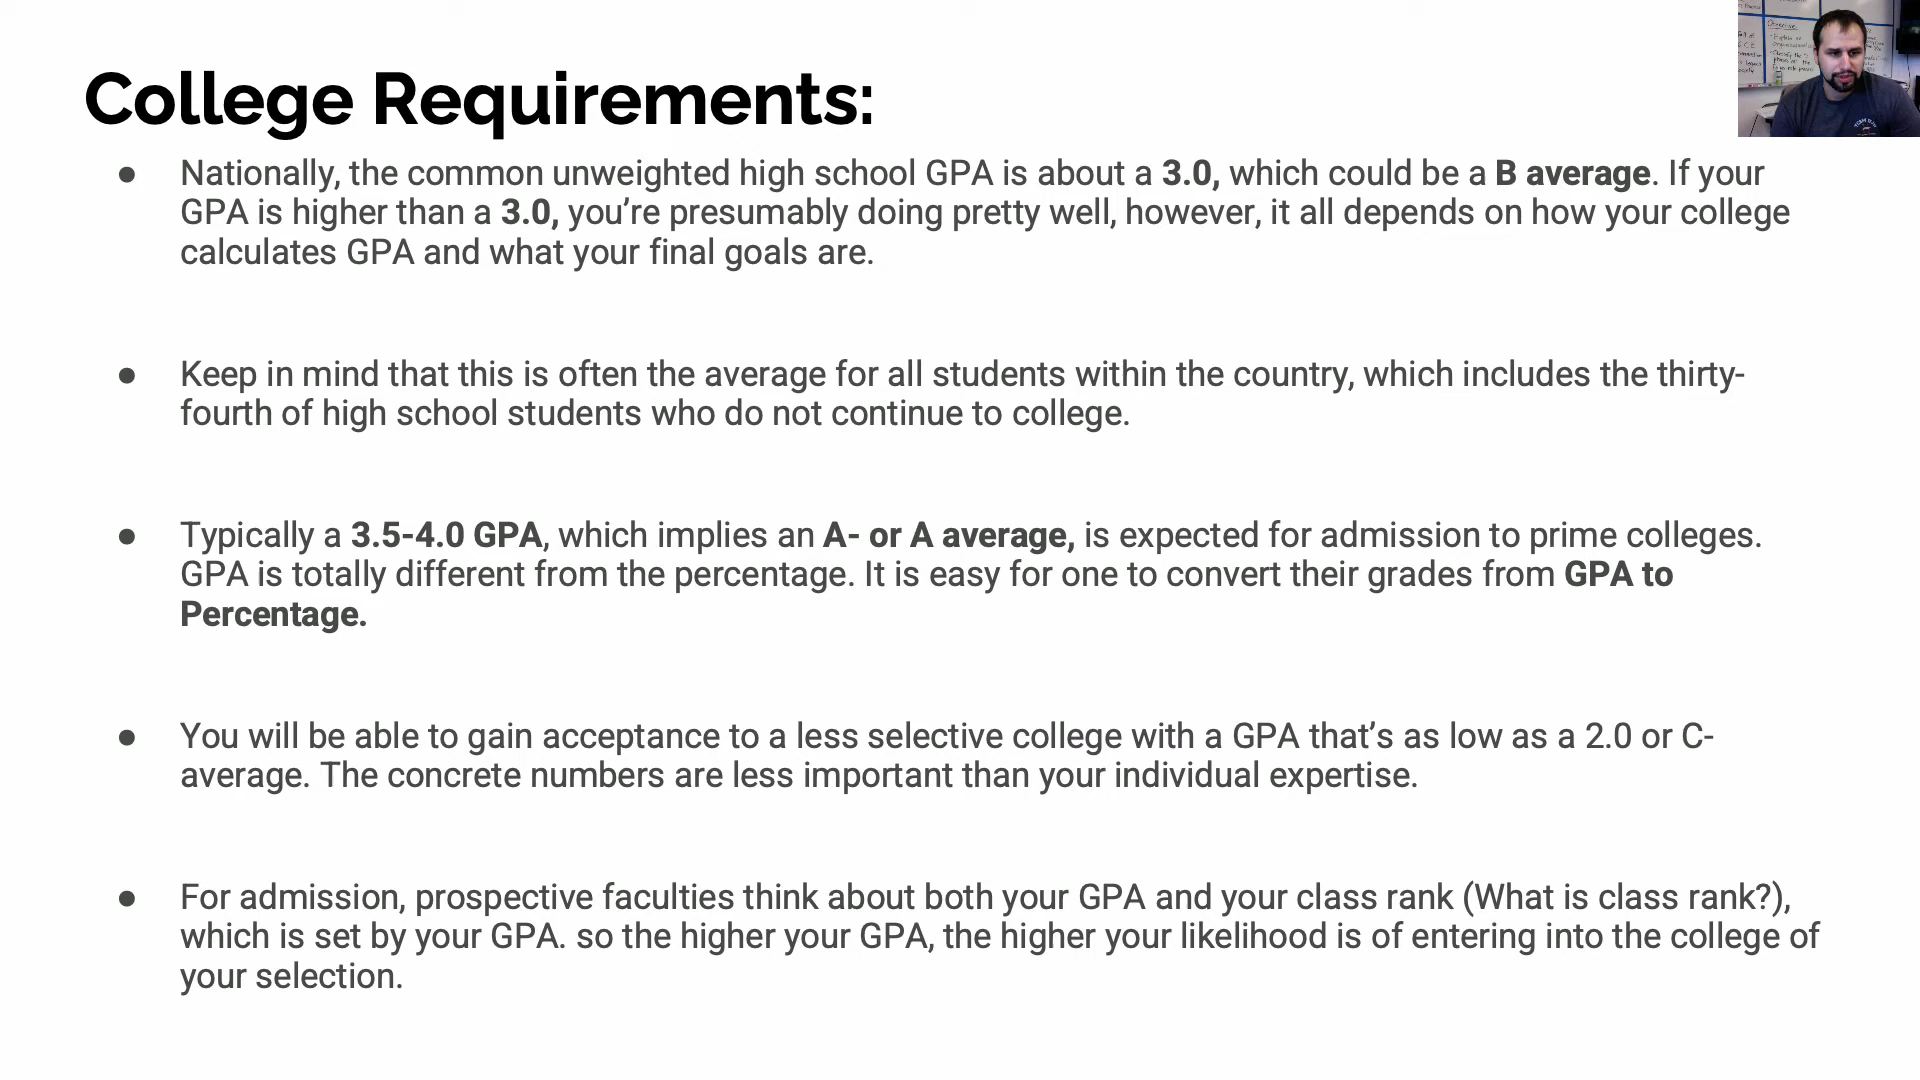 College Requirements:
● Nationally, the common unweighted high school GPA is about a 3.0, which could be a B average. If your
GPA is higher than a 3.0, you’re presumably doing pretty well, however, it all depends on how your college
calculates GPA and what your final goals are.
● Keep in mind that this is often the average for all students within the country, which includes the thirty-
fourth of high school students who do not continue to college.
● Typically a 3.5-4.0 GPA, which implies an A- or A average, is expected for admission to prime colleges.
GPA is totally different from the percentage. It is easy for one to convert their grades from GPA to
Percentage.
● You will be able to gain acceptance to a less selective college with a GPA that’s as low as a 2.0 or C-
average. The concrete numbers are less important than your individual expertise.
● For admission, prospective faculties think about both your GPA and your class rank (What is class rank?),
which is set by your GPA. so the higher your GPA, the higher your likelihood is of entering into the college of
your selection.
Objective: